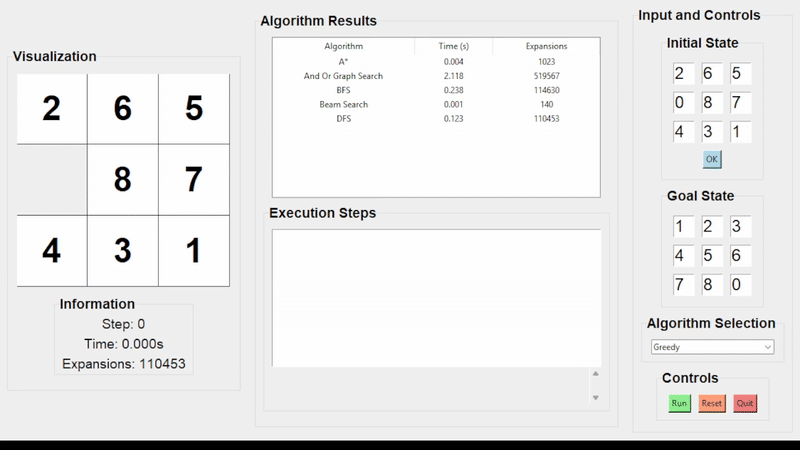 Visualization
2 6 5
8 7
4 3 1
Information
Step: 0
Time: 0.000s
Expansions: 110453
Algorithm Results
Algorithm Time (s) Expansions
A* 0.004 1023
And Or Graph Search 2.118 519567
BFS 0.238 114630
Beam Search 0.001 140
DFS 0.123 110453
Execution Steps
Input and Controls
Initial State
2 6 5
0 8 7
4 3 1
OK
Goal State
1 2 3
4 5 6
7 8 0
Algorithm Selection
Greedy
Controls
Run Reset Quit